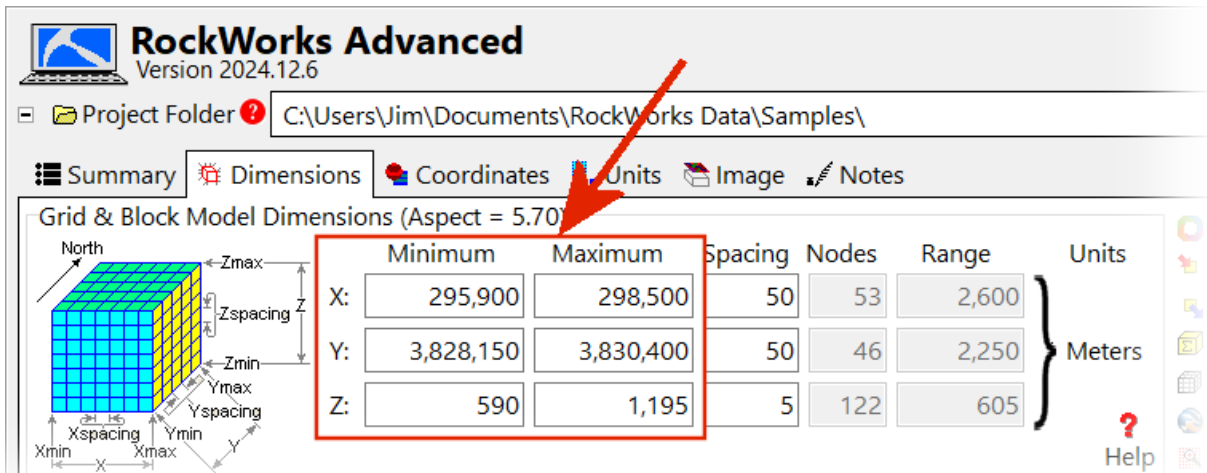 RockWorks Advanced
Version 2024.12.6
Project Folder ? C:\Users\Jim\Documents\RockWorks Data\Samples\
Summary Dimensions Coordinates Units Image Notes
Grid & Block Model Dimensions (Aspect = 5.70)
Minimum Maximum Spacing Nodes Range Units
X: 295,900 298,500 50 53 2,600
Y: 3,828,150 3,830,400 50 46 2,250 Meters
Z: 590 1,195 5 122 605
North
Zmax
Z
Zspacing
Zmin
Ymax
Yspacing
Xspacing Ymin
Xmin Xmax Y
X
?
Help